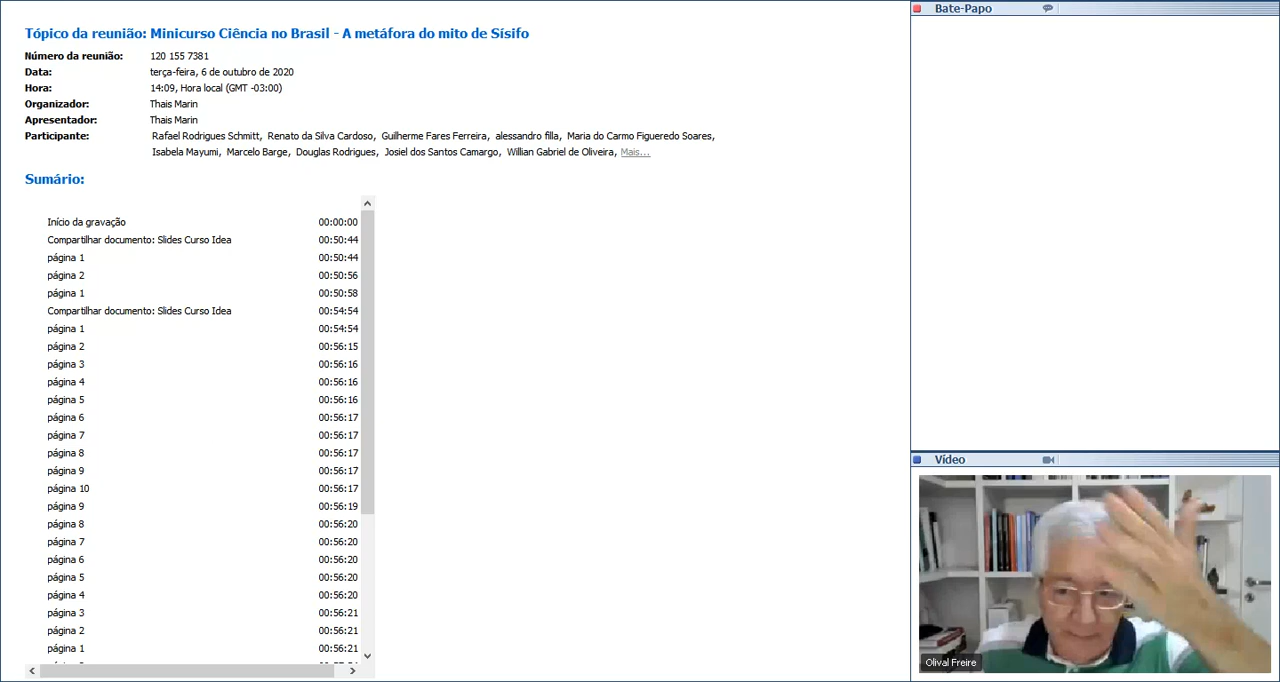 Tópico da reunião: Minicurso Ciência no Brasil - A metáfora do mito de Sísifo
Número da reunião: 120 155 7381
Data: terça-feira, 6 de outubro de 2020
Hora: 14:09, Hora local (GMT -03:00)
Organizador: Thais Marin
Apresentador: Thais Marin
Participante: Rafael Rodrigues Schmitt, Renato da Silva Cardoso, Guilherme Fares Ferreira, alessandro filla, Maria do Carmo Figueredo Soares,
Isabela Mayumi, Marcelo Barge, Douglas Rodrigues, Josiel dos Santos Camargo, Willian Gabriel de Oliveira, Mais...
Sumário:
Início da gravação 00:00:00
Compartilhar documento: Slides Curso Idea 00:50:44
página 1 00:50:44
página 2 00:50:56
página 1 00:50:58
Compartilhar documento: Slides Curso Idea 00:54:54
página 1 00:54:54
página 2 00:56:15
página 3 00:56:16
página 4 00:56:16
página 5 00:56:16
página 6 00:56:17
página 7 00:56:17
página 8 00:56:17
página 9 00:56:17
página 10 00:56:17
página 9 00:56:19
página 8 00:56:20
página 7 00:56:20
página 6 00:56:20
página 5 00:56:20
página 4 00:56:20
página 3 00:56:21
página 2 00:56:21
página 1 00:56:21
Bate-Papo
Vídeo
Olival Freire